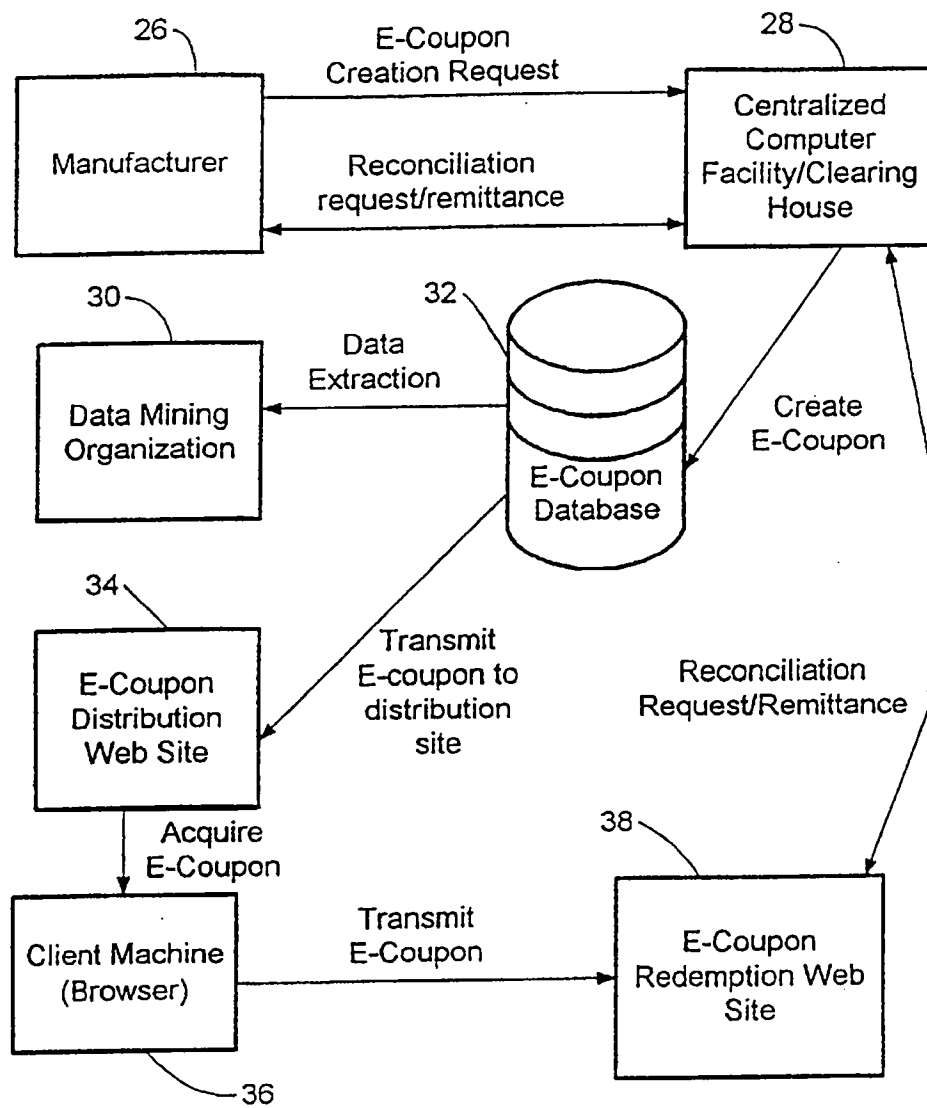 26
E-Coupon
Creation Request
28
Manufacturer
Reconciliation
request/remittance
Centralized
Computer
Facility/Clearing
House
30
32
Data
Extraction
Data Mining
Organization
E-Coupon
Database
Create
E-Coupon
34
E-Coupon
Distribution
Web Site
Transmit
E-coupon to
distribution
site
Reconciliation
Request/Remittance
Acquire
E-Coupon
38
Client Machine
(Browser)
Transmit
E-Coupon
E-Coupon
Redemption Web
Site
36